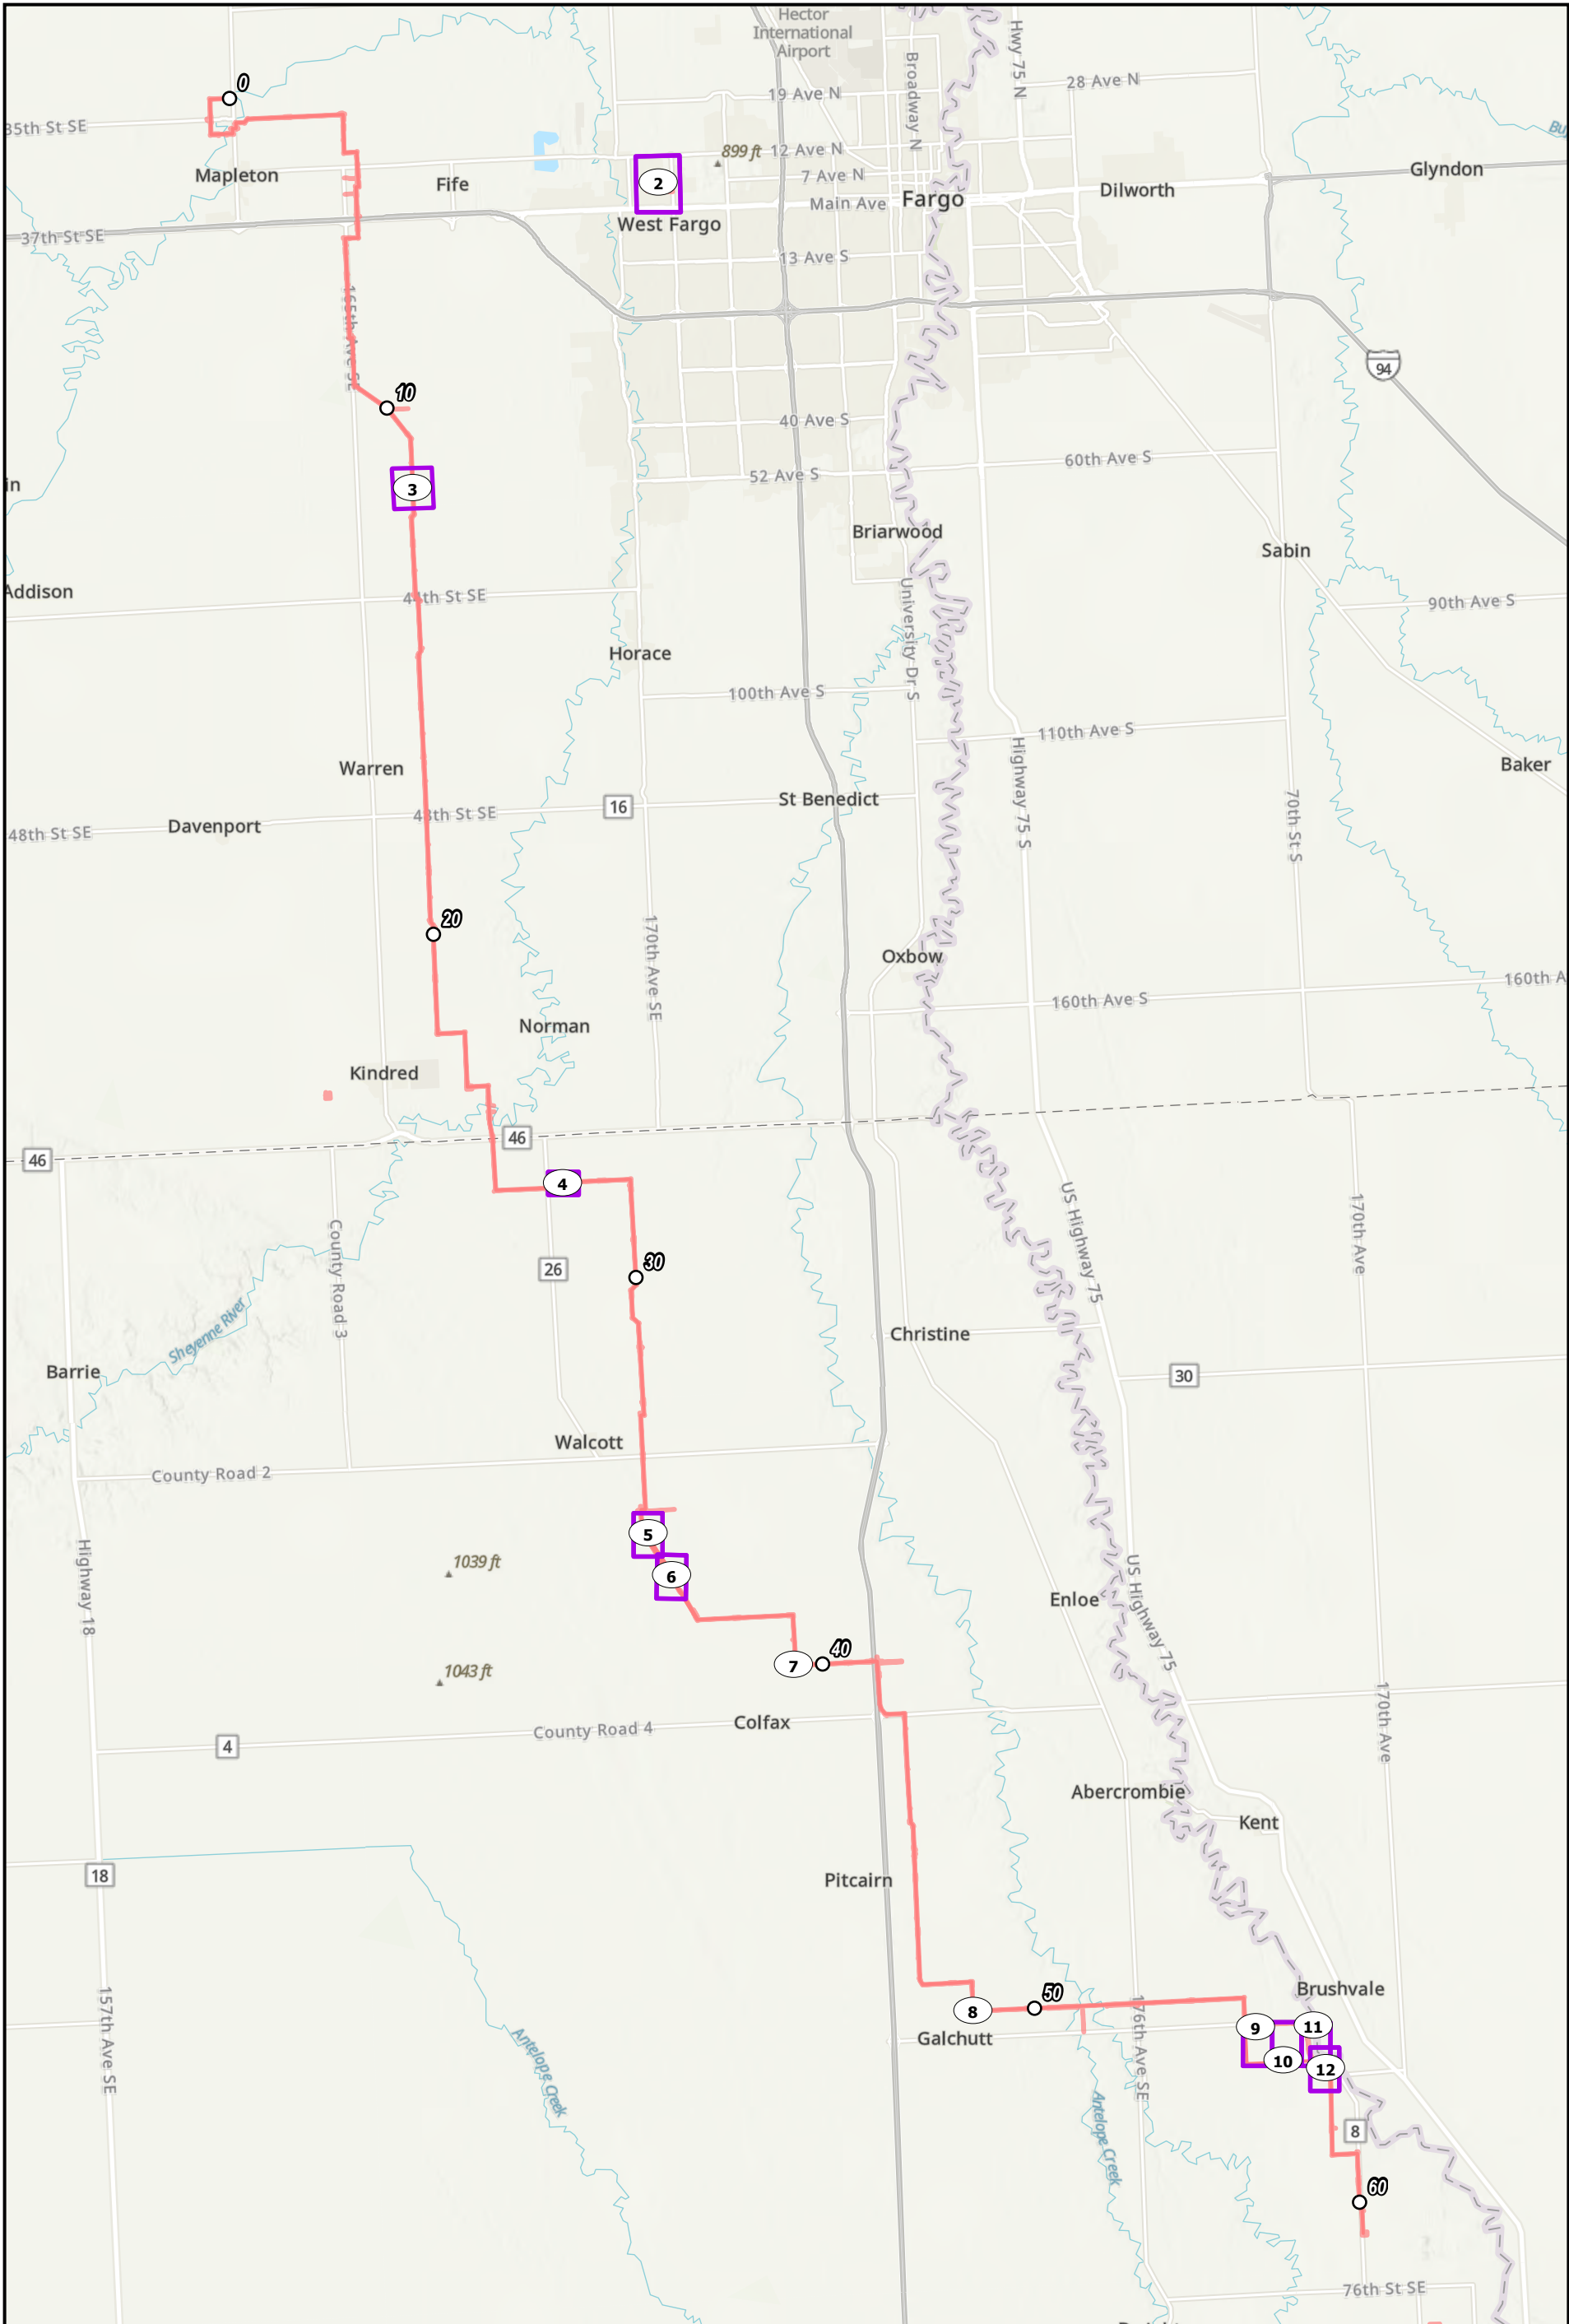 Hector
International
Airport
Hwy 75 N
Broadway N
28 Ave N
0
19 Ave N
35th St SE
899 ft
12 Ave N
7 Ave N
Mapleton
Fife
2
Main Ave
Fargo
Dilworth
Glyndon
West Fargo
37th St SE
13 Ave S
165th Ave SE
94
10
40 Ave S
60th Ave S
52 Ave S
3
Briarwood
Sabin
Addison
44th St SE
University Dr S
90th Ave S
Horace
100th Ave S
110th Ave S
Highway 75 S
Warren
Baker
16
St Benedict
48th St SE
48th St SE
Davenport
70th St S
20
170th Ave SE
Oxbow
160th A
160th Ave S
Norman
Kindred
46
46
4
US Highway 75
170th Ave
County Road 3
26
30
Sheyenne River
Christine
Barrie
30
Walcott
County Road 2
5
Highway 18
1039 ft
6
US Highway 75
Enloe
40
7
1043 ft
170th Ave
Colfax
County Road 4
4
Abercrombie
Kent
18
Pitcairn
Brushvale
50
8
176th Ave SE
157th Ave SE
Galchutt
9
11
10
12
Antelope Creek
Antelope Creek
8
60
76th St SE